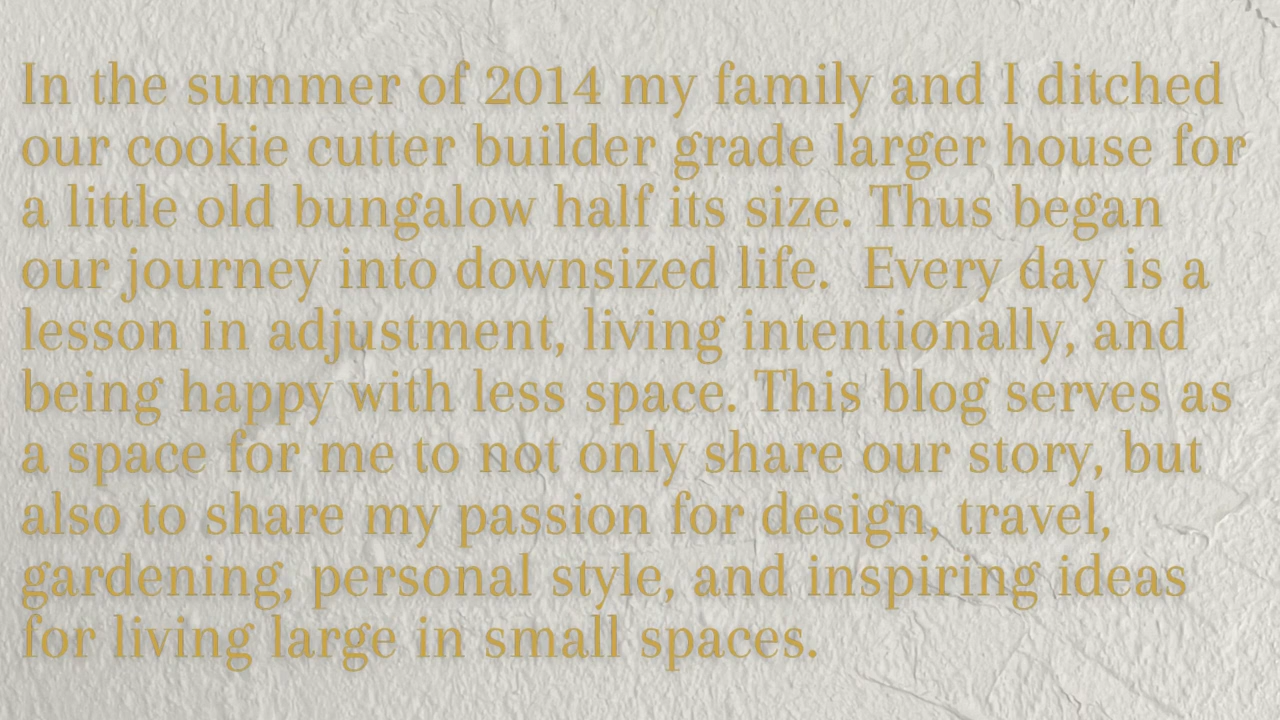 In the summer of 2014 my family and I ditched
our cookie cutter builder grade larger house for
a little old bungalow half its size. Thus began
our journey into downsized life.  Every day is a
lesson in adjustment, living intentionally, and
being happy with less space. This blog serves as
a space for me to not only share our story, but
also to share my passion for design, travel,
gardening, personal style, and inspiring ideas
for living large in small spaces.